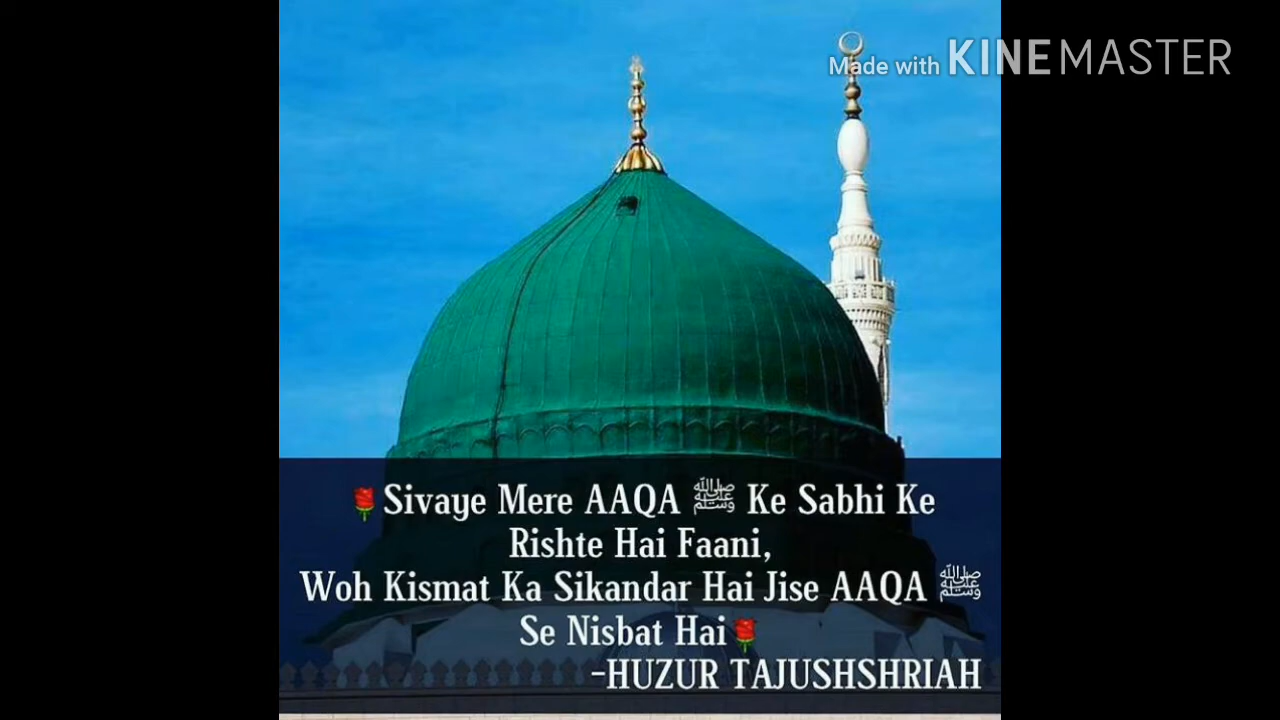 Made with KINEMASTER
🌹Sivaye Mere AAQA ﷺ Ke Sabhi Ke
Rishte Hai Faani,
Woh Kismat Ka Sikandar Hai Jise AAQA ﷺ
Se Nisbat Hai🌹
-HUZUR TAJUSHSHRIAH